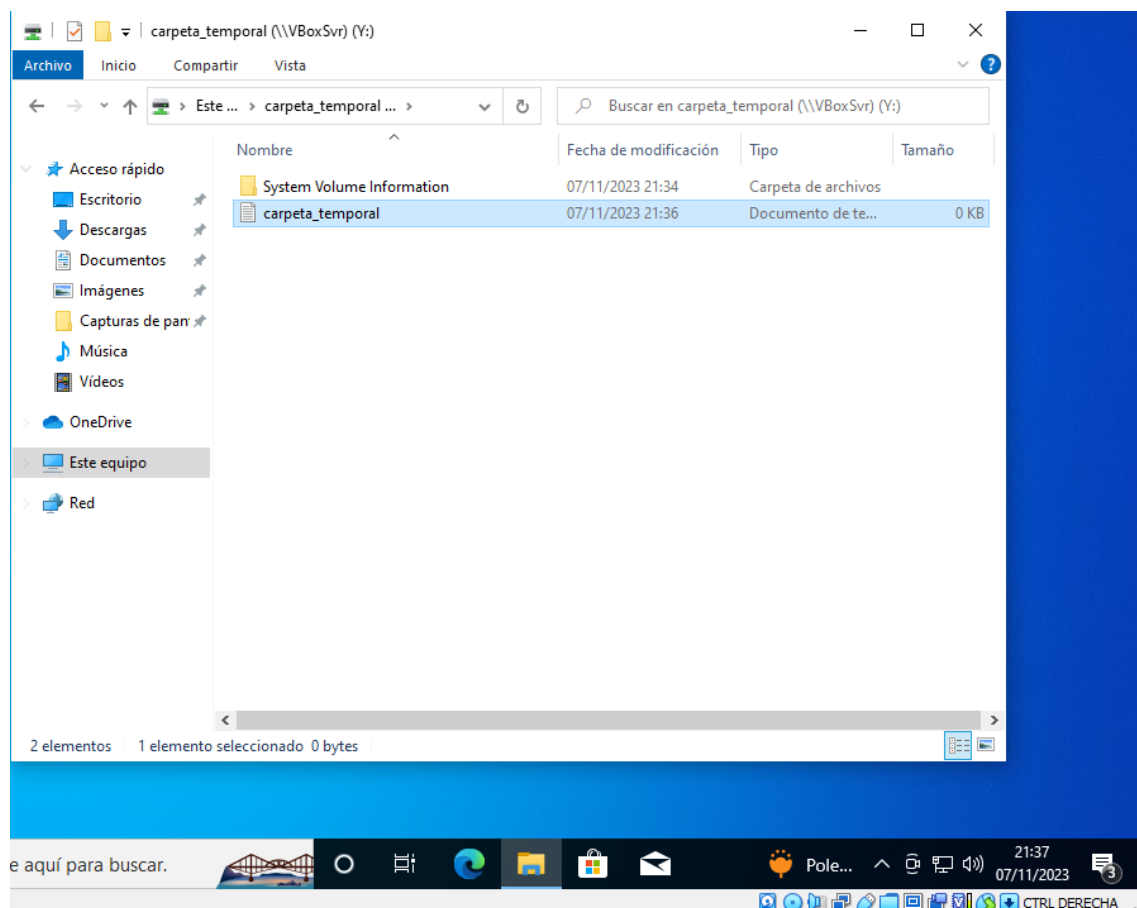 carpeta_temporal (\\VBoxSvr) (Y:)
Archivo Inicio Compartir Vista
Este ... carpeta_temporal ... Buscar en carpeta_temporal (\\VBoxSvr) (Y:)
Nombre Fecha de modificación Tipo Tamaño
Acceso rápido
System Volume Information 07/11/2023 21:34 Carpeta de archivos
Escritorio
carpeta_temporal 07/11/2023 21:36 Documento de te... 0 KB
Descargas
Documentos
Imágenes
Capturas de pan
Música
Vídeos
OneDrive
Este equipo
Red
2 elementos 1 elemento seleccionado 0 bytes
e aquí para buscar. Pole... 21:37
07/11/2023 3
CTRL DERECHA